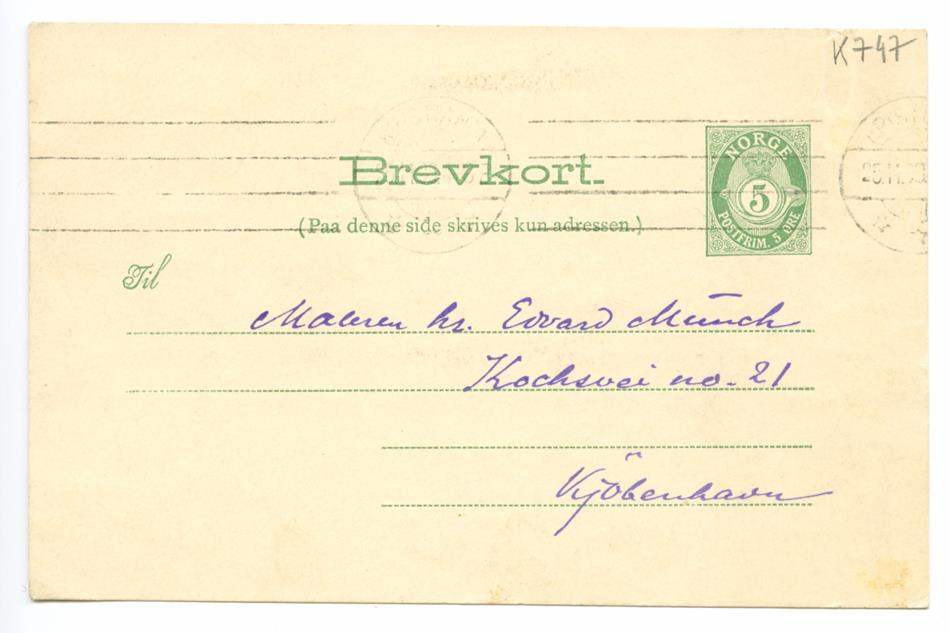 K747
NORGE
5
POSTFRIM. 5 ØRE
Brevkort.
(Paa denne side skrives kun adressen.)
Til
Maleren hr. Edvard Munch
Kochsvei no. 21
Kjöbenhavn